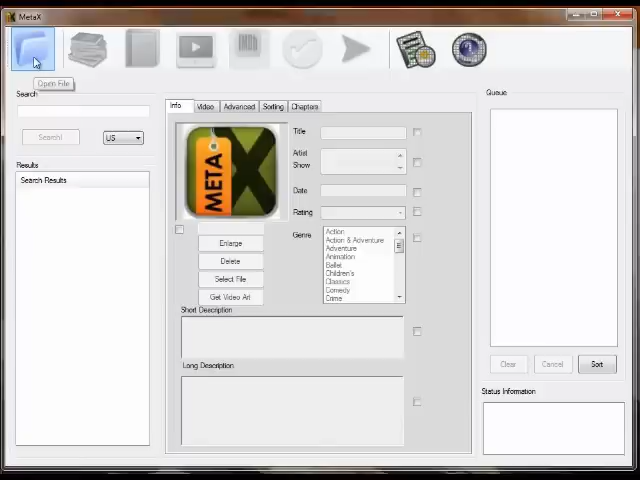 MetaX
IMDB
Open File
Search
Search!
US
Results
Search Results
Info
Video
Advanced
Sorting
Chapters
META
X
Enlarge
Delete
Select File
Get Video Art
Title
Artist
Show
Date
Rating
Genre
Action
Action & Adventure
Adventure
Animation
Ballet
Children's
Classics
Comedy
Crime
Short Description
Long Description
Queue
Clear
Cancel
Sort
Status Information